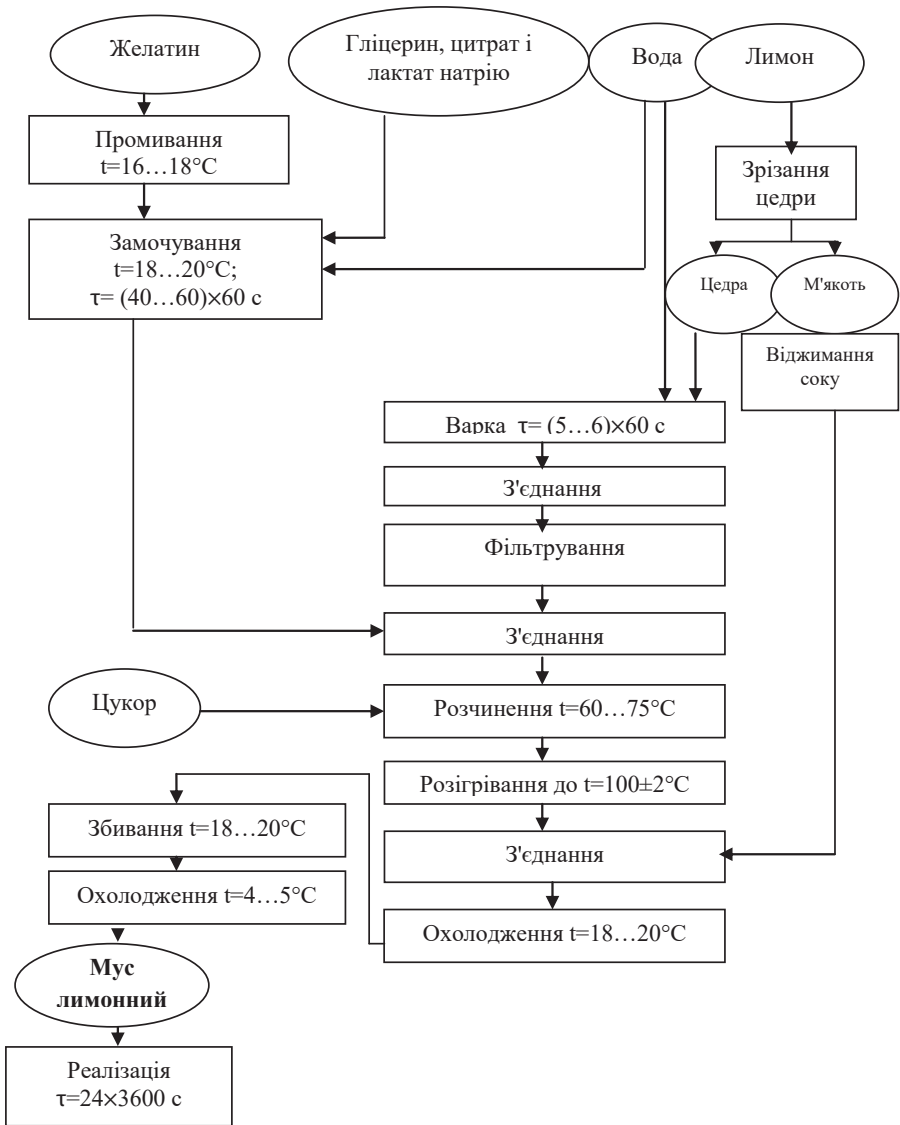 Желатин
Гліцерин, цитрат і
лактат натрію
Вода
Лимон
Промивання
t=16…18°С
Зрізання
цедри
Замочування
t=18…20°С;
τ= (40…60)×60 с
Цедра
М'якоть
Віджимання
соку
Варка τ= (5…6)×60 с
З'єднання
Фільтрування
З'єднання
Цукор
Розчинення t=60…75°С
Розігрівання до t=100±2°С
Збивання t=18…20°С
З'єднання
Охолодження t=4…5°С
Охолодження t=18…20°С
Мус
лимонний
Реалізація
τ=24×3600 с